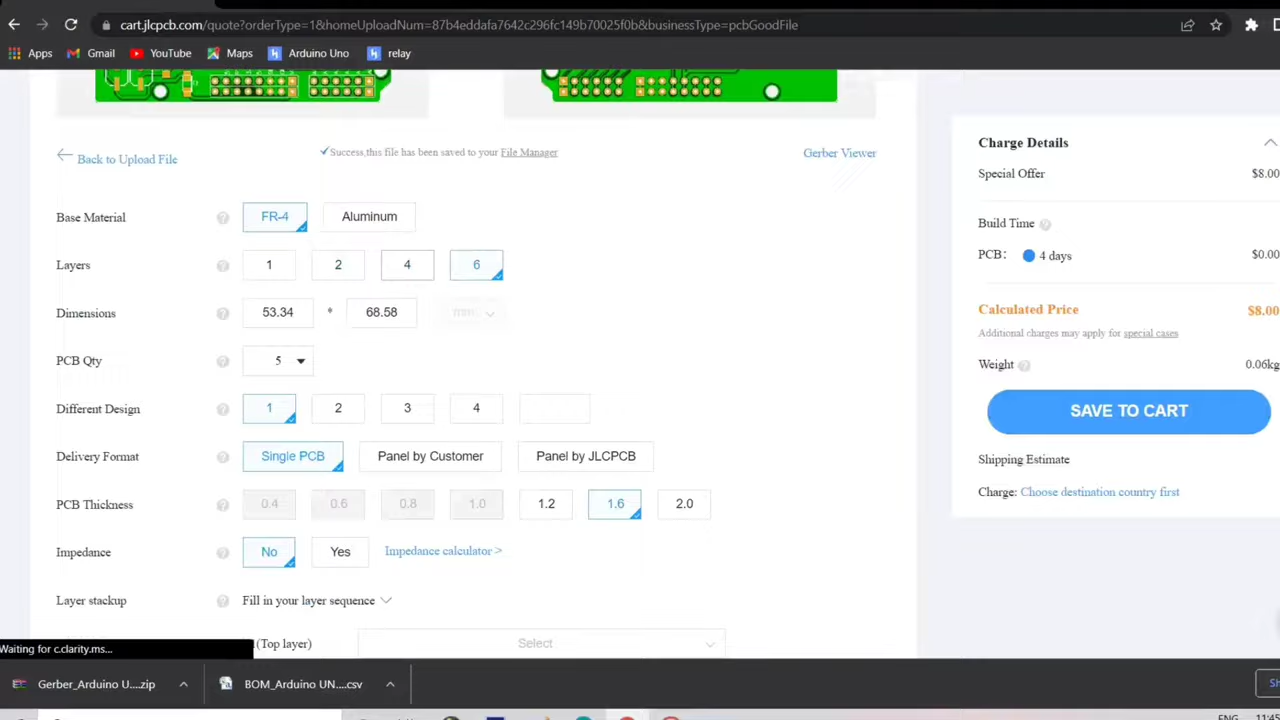 cart.jlcpcb.com/quote?orderType=1&homeUploadNum=87b4eddafa7642c296fc149b70025f0b&businessType=pcbGoodFile
Apps Gmail YouTube Maps Arduino Uno relay
Back to Upload File
Success,this file has been saved to your File Manager
Gerber Viewer
Base Material ? FR-4 Aluminum
Layers ? 1 2 4 6
Dimensions ? 53.34 * 68.58 mm
PCB Qty ? 5
Different Design ? 1 2 3 4
Delivery Format ? Single PCB Panel by Customer Panel by JLCPCB
PCB Thickness ? 0.4 0.6 0.8 1.0 1.2 1.6 2.0
Impedance ? No Yes Impedance calculator >
Layer stackup ? Fill in your layer sequence
(Top layer) Select
Charge Details
Special Offer $8.00
Build Time ?
PCB: 4 days $0.00
Calculated Price $8.00
Additional charges may apply for special cases
Weight ? 0.06kg
SAVE TO CART
Shipping Estimate
Charge: Choose destination country first
Waiting for c.clarity.ms...
Gerber_Arduino U....zip
BOM_Arduino UN....csv
ENG